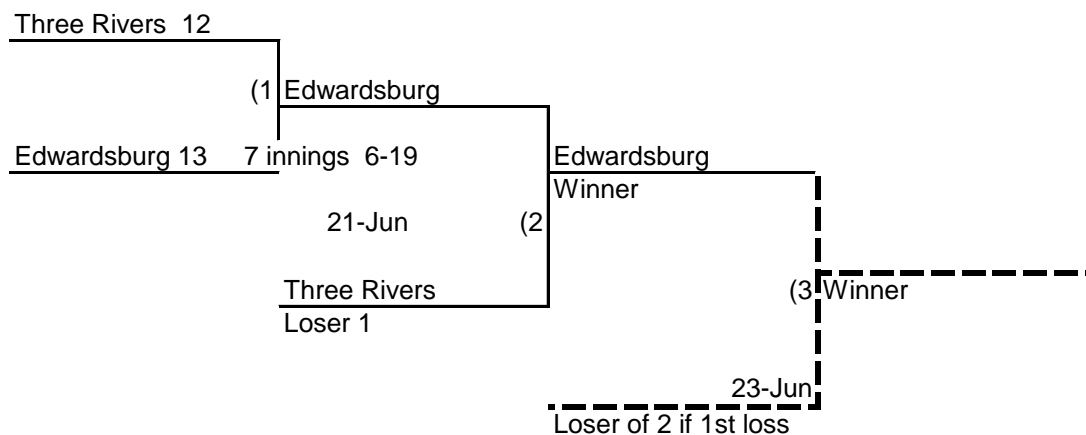 Three Rivers  12
(1 Edwardsburg
Edwardsburg 13  7 innings  6-19
Edwardsburg
Winner
21-Jun
(2
Three Rivers
Loser 1
(3 Winner
23-Jun
Loser of 2 if 1st loss